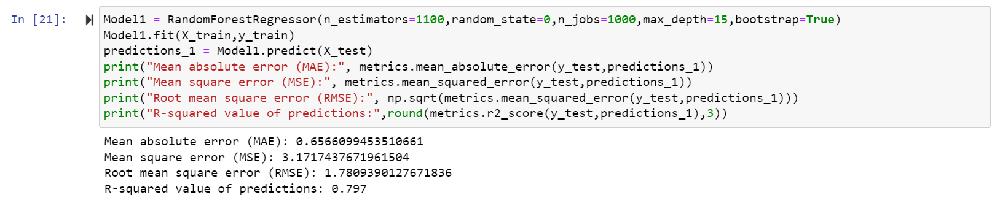 In [21]:
Model1 = RandomForestRegressor(n_estimators=1100,random_state=0,n_jobs=1000,max_depth=15,bootstrap=True)
Model1.fit(X_train,y_train)
predictions_1 = Model1.predict(X_test)
print("Mean absolute error (MAE):", metrics.mean_absolute_error(y_test,predictions_1))
print("Mean square error (MSE):", metrics.mean_squared_error(y_test,predictions_1))
print("Root mean square error (RMSE):", np.sqrt(metrics.mean_squared_error(y_test,predictions_1)))
print("R-squared value of predictions:",round(metrics.r2_score(y_test,predictions_1),3))
Mean absolute error (MAE): 0.6566099453510661
Mean square error (MSE): 3.1717437671961504
Root mean square error (RMSE): 1.7809390127671836
R-squared value of predictions: 0.797